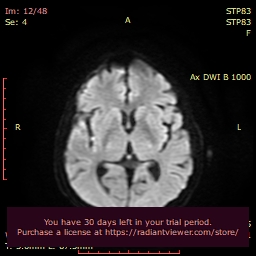 Im: 12/48
Se: 4
A
STP83
STP83
F
Ax DWI B 1000
R
L
You have 30 days left in your trial period.
Purchase a license at https://radiantviewer.com/store/